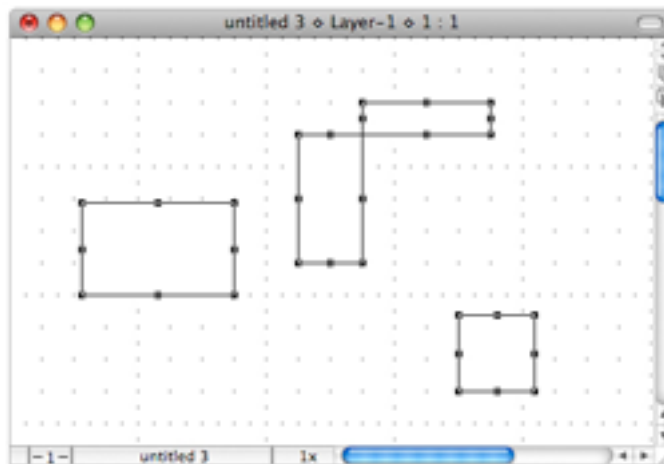 untitled 3 ⋄ Layer-1 ⋄ 1 : 1
-1- untitled 3 1x